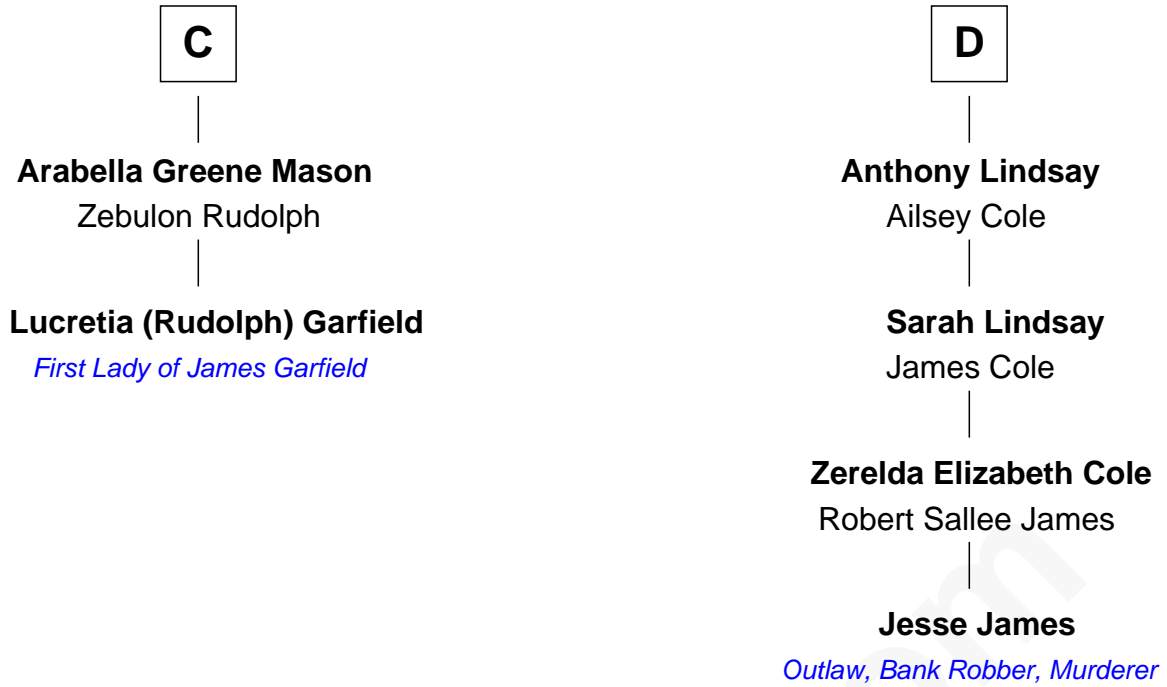 C
Arabella Greene Mason
Zebulon Rudolph
Lucretia (Rudolph) Garfield
First Lady of James Garfield
D
Anthony Lindsay
Ailsey Cole
Sarah Lindsay
James Cole
Zerelda Elizabeth Cole
Robert Sallee James
Jesse James
Outlaw, Bank Robber, Murderer